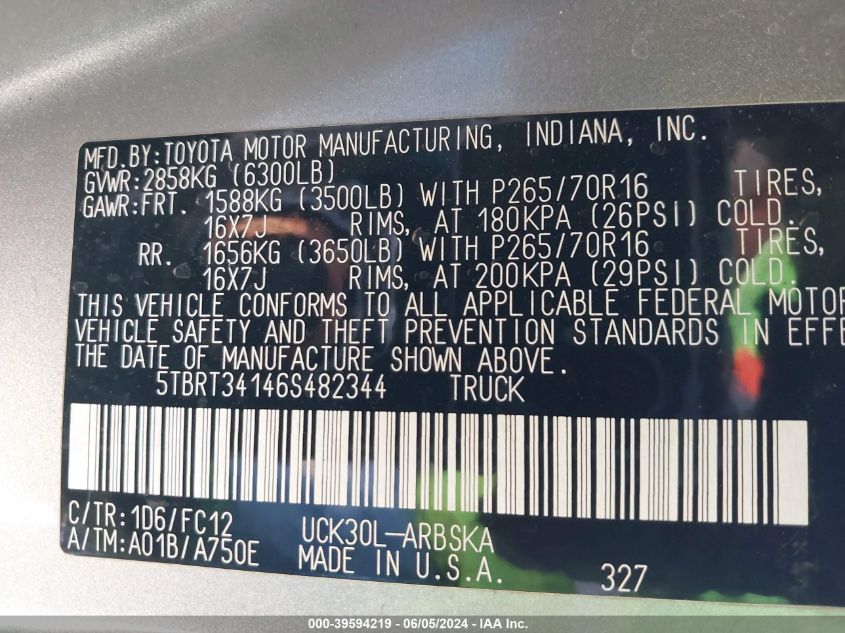 MFD.BY:TOYOTA MOTOR MANUFACTURING, INDIANA, INC.
GVWR:2858KG (6300LB)
GAWR:FRT. 1588KG (3500LB) WITH P265/70R16 TIRES,
16X7J RIMS, AT 180KPA (26PSI) COLD.
RR. 1656KG (3650LB) WITH P265/70R16 TIRES,
16X7J RIMS, AT 200KPA (29PSI) COLD.
THIS VEHICLE CONFORMS TO ALL APPLICABLE FEDERAL MOTOR
VEHICLE SAFETY AND THEFT PREVENTION STANDARDS IN EFFE
THE DATE OF MANUFACTURE SHOWN ABOVE.
5TBRT34146S482344 TRUCK
C/TR:1D6/FC12 UCK30L-ARBSKA
A/TM:A01B/A750E MADE IN U.S.A. 327
000-39594219 - 06/05/2024 - IAA Inc.